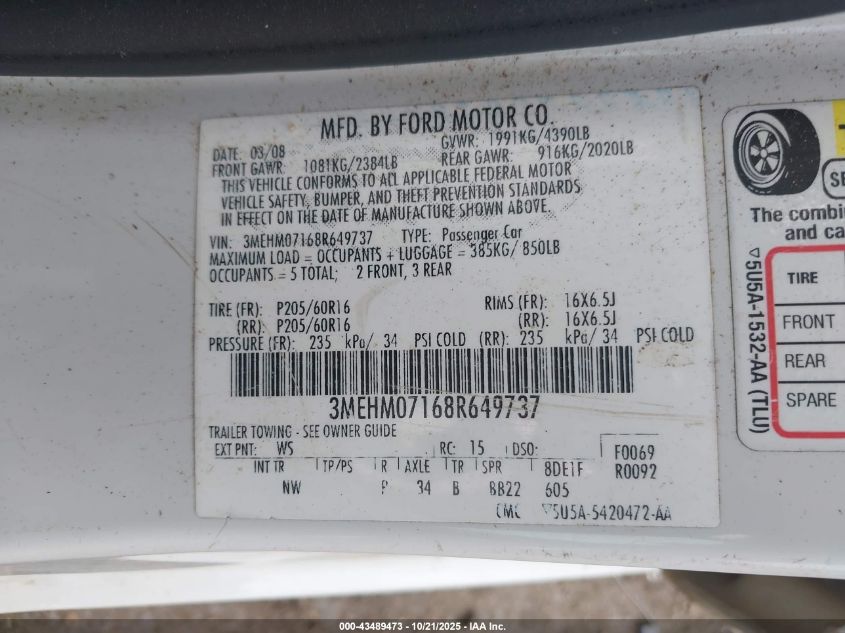 MFD. BY FORD MOTOR CO.
DATE: 03/08 GVWR: 1991KG/4390LB
FRONT GAWR: 1081KG/2384LB REAR GAWR: 916KG/2020LB
THIS VEHICLE CONFORMS TO ALL APPLICABLE FEDERAL MOTOR
VEHICLE SAFETY, BUMPER, AND THEFT PREVENTION STANDARDS
IN EFFECT ON THE DATE OF MANUFACTURE SHOWN ABOVE.
VIN: 3MEHM07168R649737 TYPE: Passenger Car
MAXIMUM LOAD = OCCUPANTS + LUGGAGE = 385KG/ 850LB
OCCUPANTS = 5 TOTAL; 2 FRONT, 3 REAR
TIRE (FR): P205/60R16 RIMS (FR): 16X6.5J
(RR): P205/60R16 (RR): 16X6.5J
PRESSURE (FR): 235 kPa/ 34 PSI COLD (RR): 235 kPa/ 34 PSI COLD
3MEHM07168R649737
TRAILER TOWING - SEE OWNER GUIDE
EXT PNT: WS RC: 15 DSO: F0069
INT TR TP/PS R AXLE TR SPR 8DE1F R0092
NW 34 B BB22 605
CMC ▽5U5A-5420472-AA
SE
The combin
and ca
▽5U5A-1532-AA (TLU)
TIRE
FRONT
REAR
SPARE
000-43489473 - 10/21/2025 - IAA Inc.